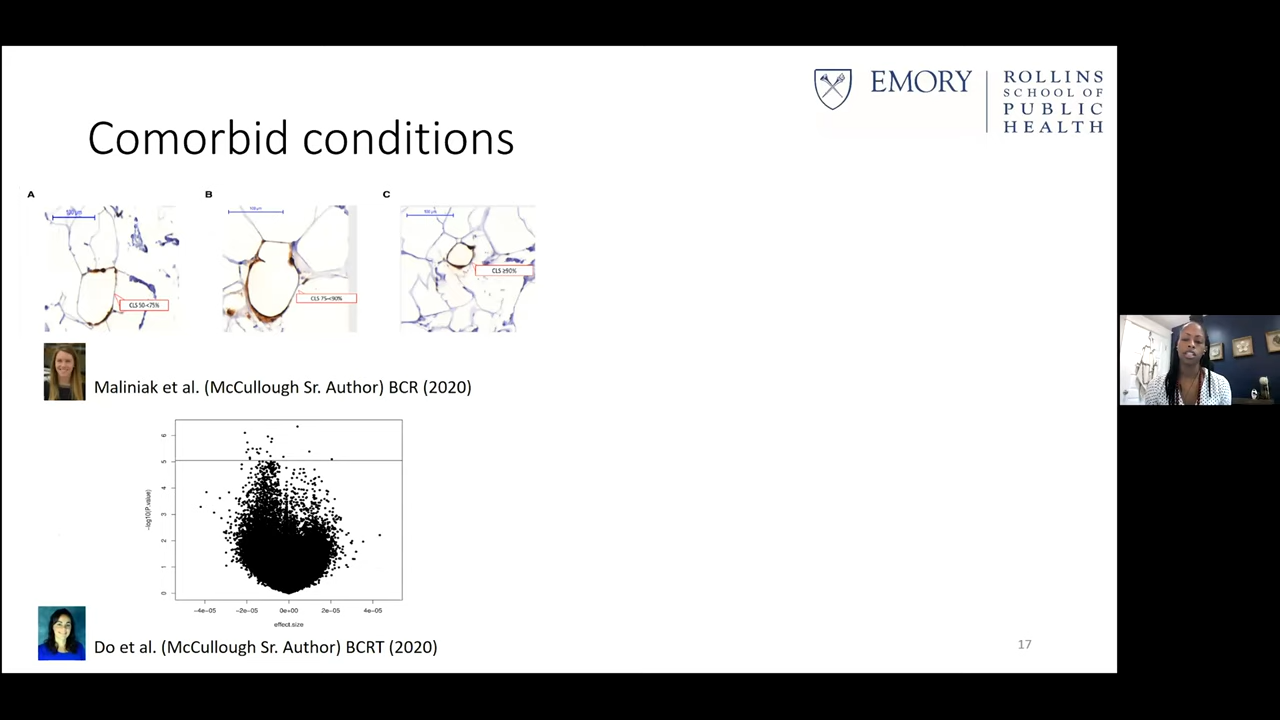 EMORY
ROLLINS
SCHOOL OF
PUBLIC
HEALTH
Comorbid conditions
A
B
C
100 μm
CLS 50-<75%
CLS 75-<90%
CLS ≥90%
Maliniak et al. (McCullough Sr. Author) BCR (2020)
-log10(P.value)
6
5
4
3
2
1
0
−4e−05
−2e−05
0e+00
2e−05
4e−05
effect.size
Do et al. (McCullough Sr. Author) BCRT (2020)
17